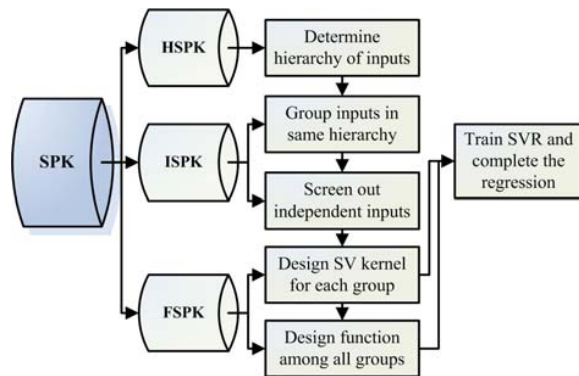 HSPK
Determine
hierarchy of inputs
Group inputs in
same hierarchy
SPK
ISPK
Train SVR and
complete the
regression
Screen out
independent inputs
Design SV kernel
for each group
FSPK
Design function
among all groups